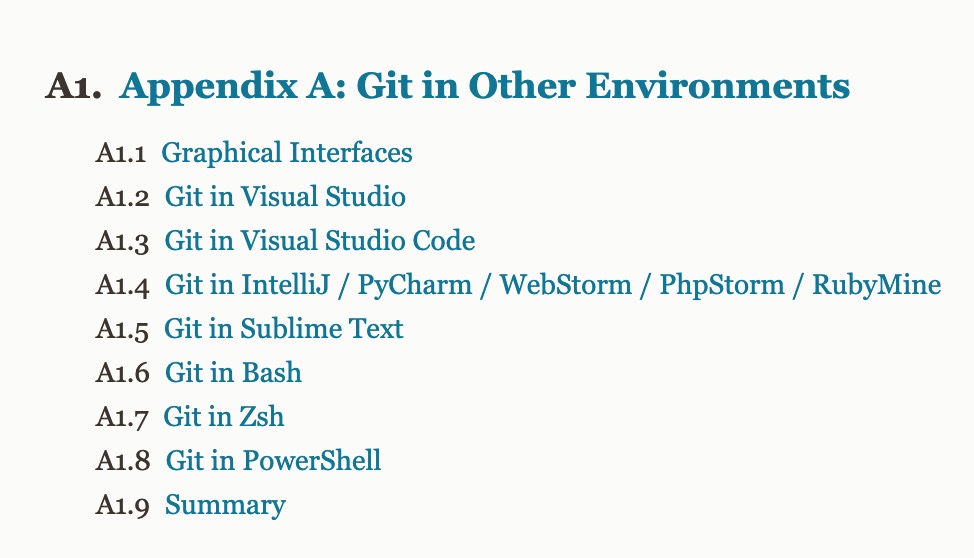 A1. Appendix A: Git in Other Environments
A1.1 Graphical Interfaces
A1.2 Git in Visual Studio
A1.3 Git in Visual Studio Code
A1.4 Git in IntelliJ / PyCharm / WebStorm / PhpStorm / RubyMine
A1.5 Git in Sublime Text
A1.6 Git in Bash
A1.7 Git in Zsh
A1.8 Git in PowerShell
A1.9 Summary